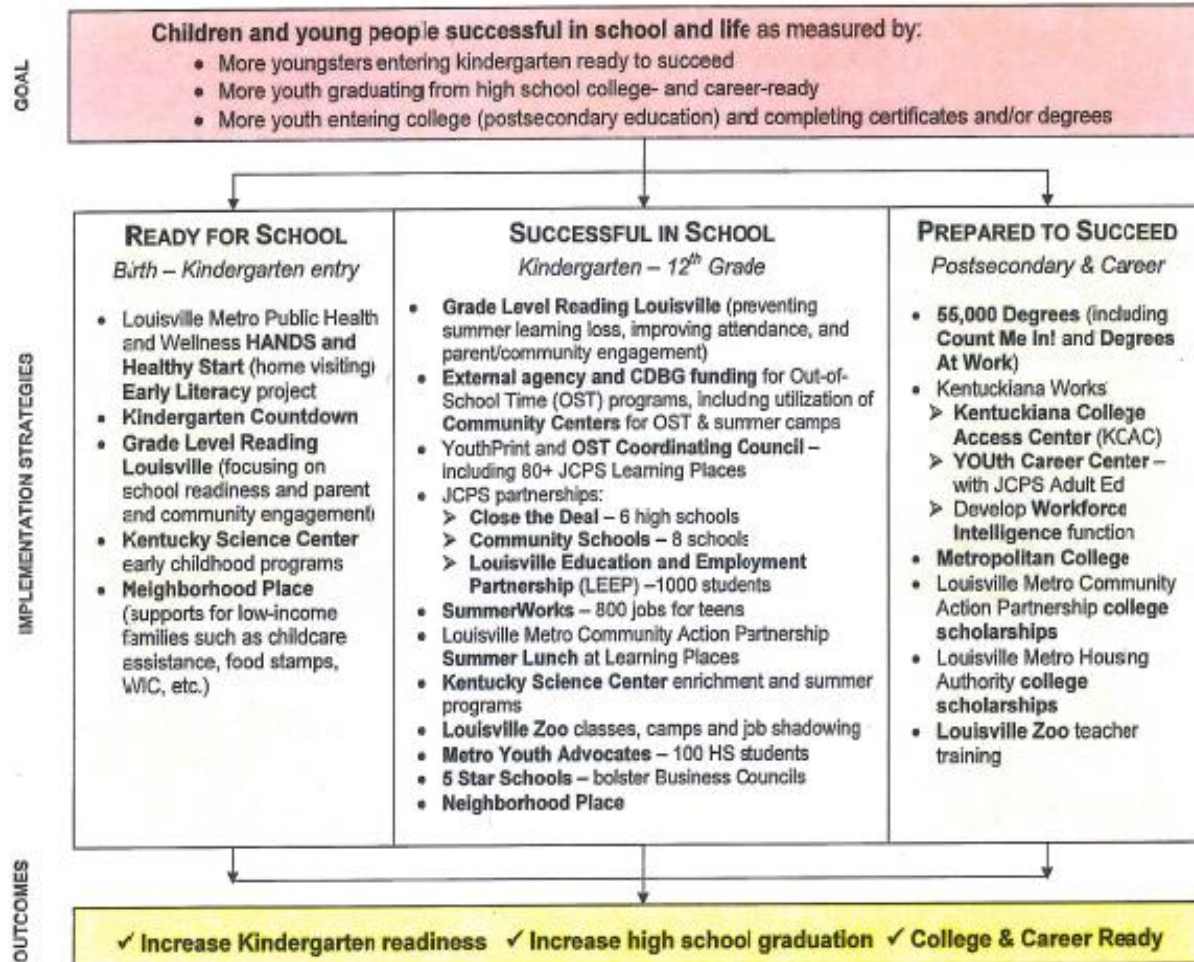 GOAL
Children and young people successful in school and life as measured by:
• More youngsters entering kindergarten ready to succeed
• More youth graduating from high school college- and career-ready
• More youth entering college (postsecondary education) and completing certificates and/or degrees
IMPLEMENTATION STRATEGIES
READY FOR SCHOOL
Birth – Kindergarten entry
• Louisville Metro Public Health
and Wellness HANDS and
Healthy Start (home visiting)
Early Literacy project
• Kindergarten Countdown
• Grade Level Reading
Louisville (focusing on
school readiness and parent
and community engagement)
• Kentucky Science Center
early childhood programs
• Neighborhood Place
(supports for low-income
families such as childcare
assistance, food stamps,
WIC, etc.)
SUCCESSFUL IN SCHOOL
Kindergarten – 12th Grade
• Grade Level Reading Louisville (preventing
summer learning loss, improving attendance, and
parent/community engagement)
• External agency and CDBG funding for Out-of-
School Time (OST) programs, including utilization of
Community Centers for OST & summer camps
• YouthPrint and OST Coordinating Council –
including 80+ JCPS Learning Places
• JCPS partnerships:
➢ Close the Deal – 6 high schools
➢ Community Schools – 8 schools
➢ Louisville Education and Employment
Partnership (LEEP) –1000 students
• SummerWorks – 800 jobs for teens
• Louisville Metro Community Action Partnership
Summer Lunch at Learning Places
• Kentucky Science Center enrichment and summer
programs
• Louisville Zoo classes, camps and job shadowing
• Metro Youth Advocates – 100 HS students
• 5 Star Schools – bolster Business Councils
• Neighborhood Place
PREPARED TO SUCCEED
Postsecondary & Career
• 55,000 Degrees (including
Count Me In! and Degrees
At Work)
• Kentuckiana Works
➢ Kentuckiana College
Access Center (KCAC)
➢ YOUth Career Center –
with JCPS Adult Ed
➢ Develop Workforce
Intelligence function
• Metropolitan College
• Louisville Metro Community
Action Partnership college
scholarships
• Louisville Metro Housing
Authority college
scholarships
• Louisville Zoo teacher
training
OUTCOMES
✓ Increase Kindergarten readiness ✓ Increase high school graduation ✓ College & Career Ready